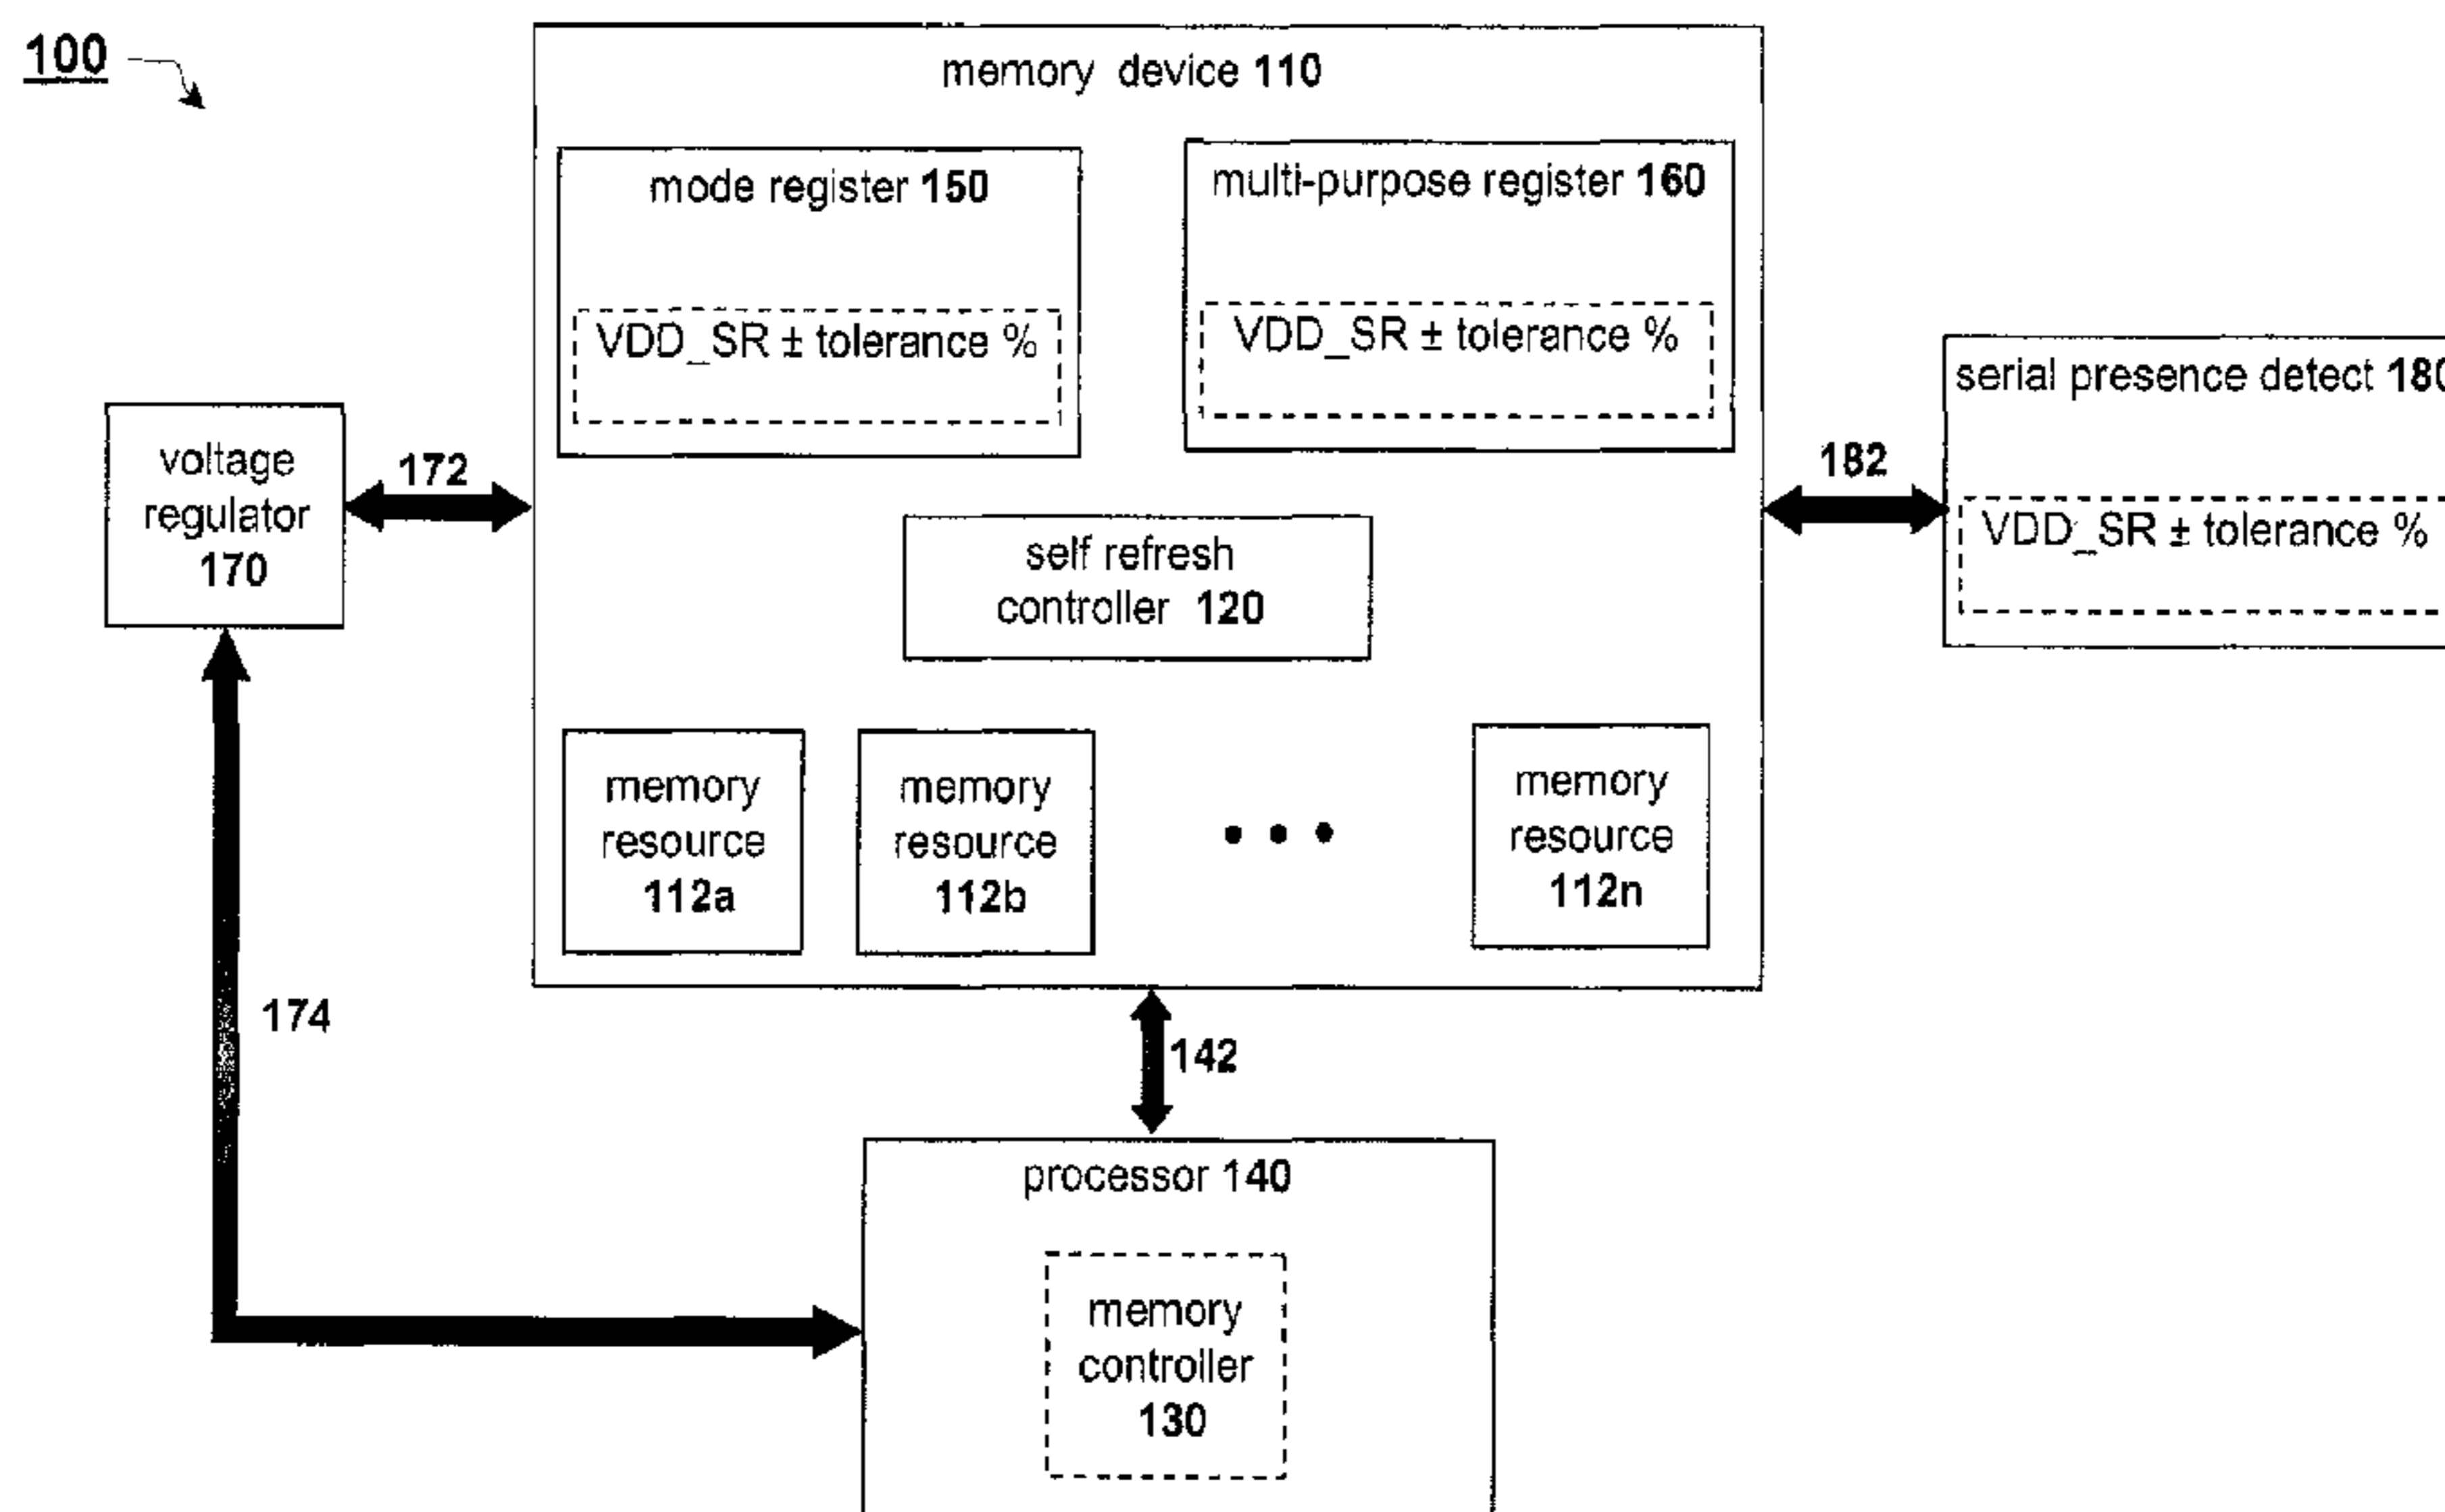 100
memory device 110
mode register 150
VDD_SR ± tolerance %
multi-purpose register 160
VDD_SR ± tolerance %
serial presence detect 180
VDD_SR ± tolerance %
voltage
regulator
170
172
182
self refresh
controller 120
memory
resource
112a
memory
resource
112b
• • •
memory
resource
112n
174
142
processor 140
memory
controller
130